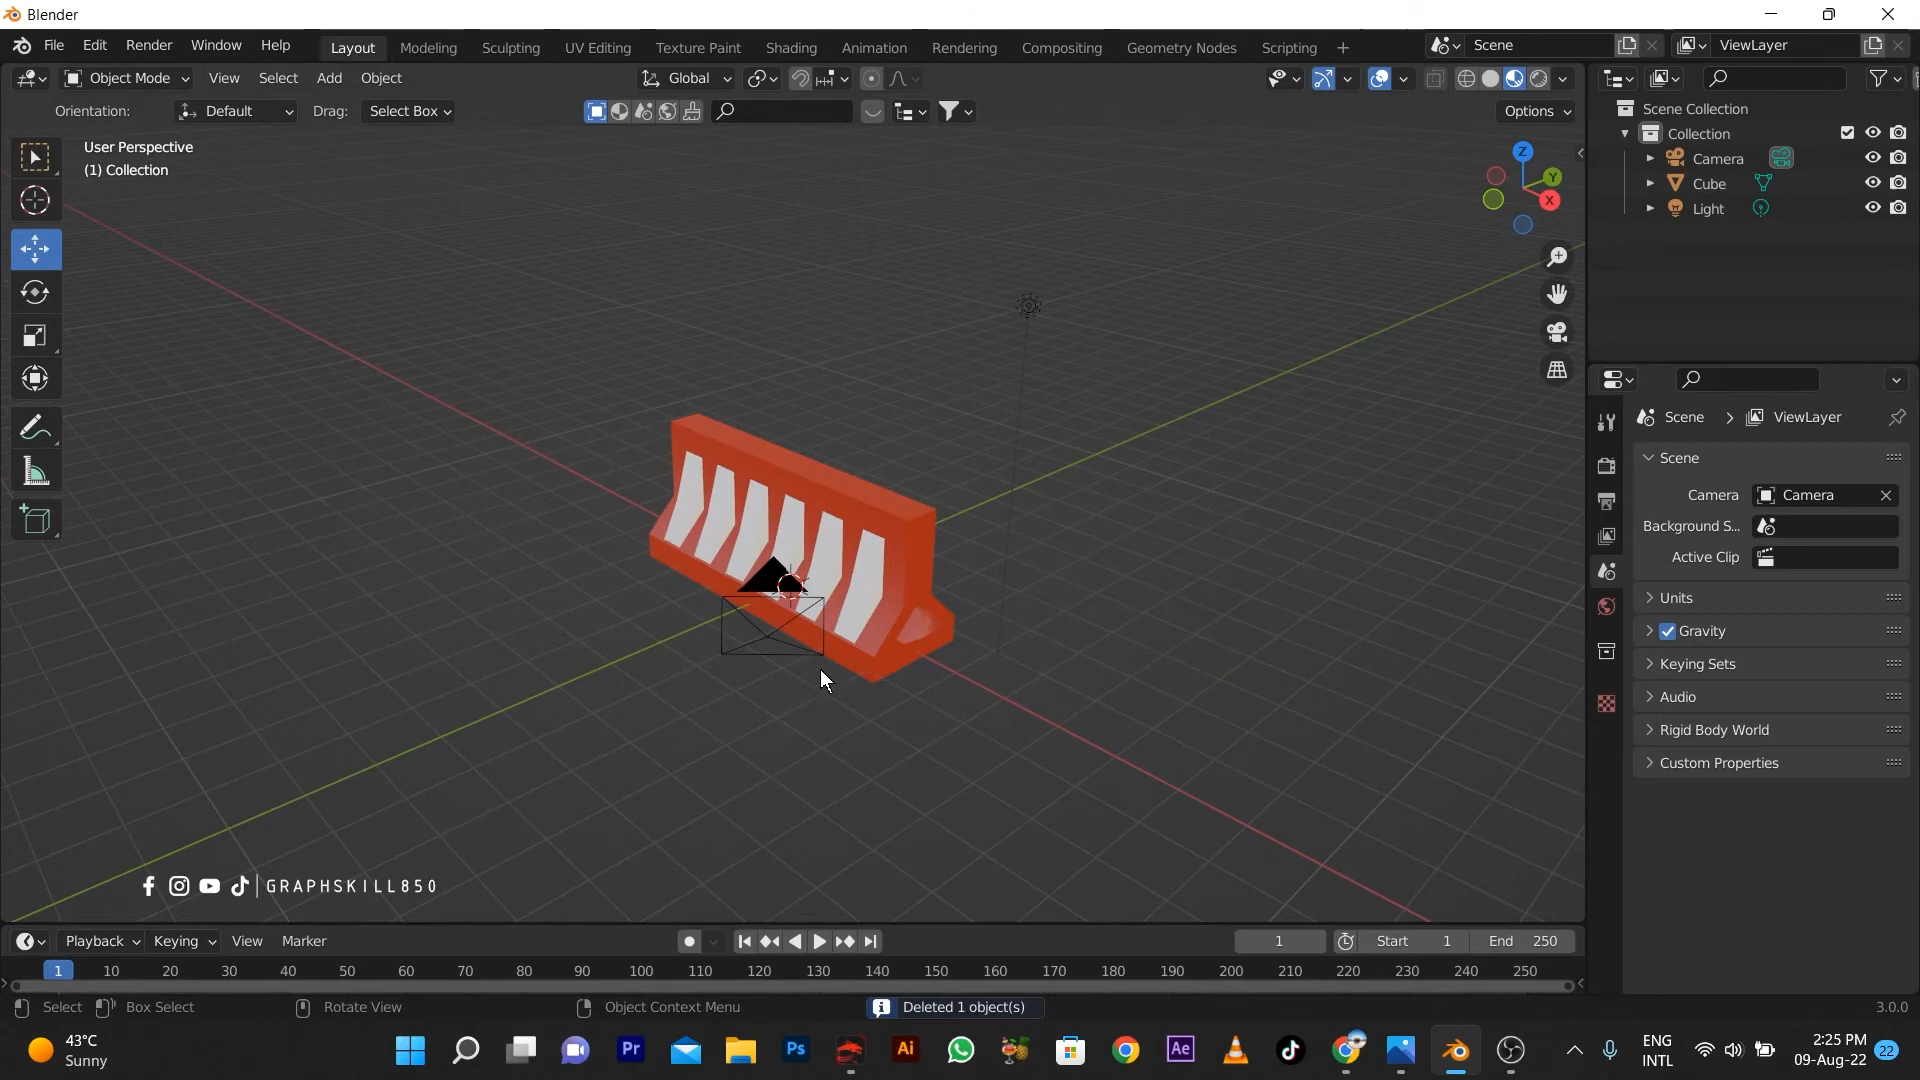 Blender
File Edit Render Window Help Layout Modeling Sculpting UV Editing Texture Paint Shading Animation Rendering Compositing Geometry Nodes Scripting + Scene ViewLayer
Object Mode View Select Add Object Global
Orientation: Default Drag: Select Box Options
User Perspective
(1) Collection
Z
Y
X
Scene Collection
Collection
Camera
Cube
Light
Scene > ViewLayer
Scene
Camera Camera
Background S...
Active Clip
Units
Gravity
Keying Sets
Audio
Rigid Body World
Custom Properties
GRAPHSKILL850
Playback Keying View Marker 1 Start 1 End 250
1 10 20 30 40 50 60 70 80 90 100 110 120 130 140 150 160 170 180 190 200 210 220 230 240 250
Select Box Select Rotate View Object Context Menu Deleted 1 object(s) 3.0.0
43°C
Sunny
Pr Ps Ai Ae
ENG
INTL
2:25 PM
09-Aug-22
22